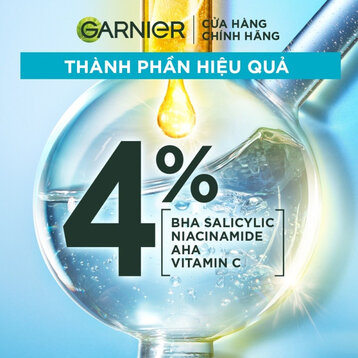 GARNIER
CỬA HÀNG
CHÍNH HÃNG
THÀNH PHẦN HIỆU QUẢ
4%
BHA SALICYLIC
NIACINAMIDE
AHA
VITAMIN C